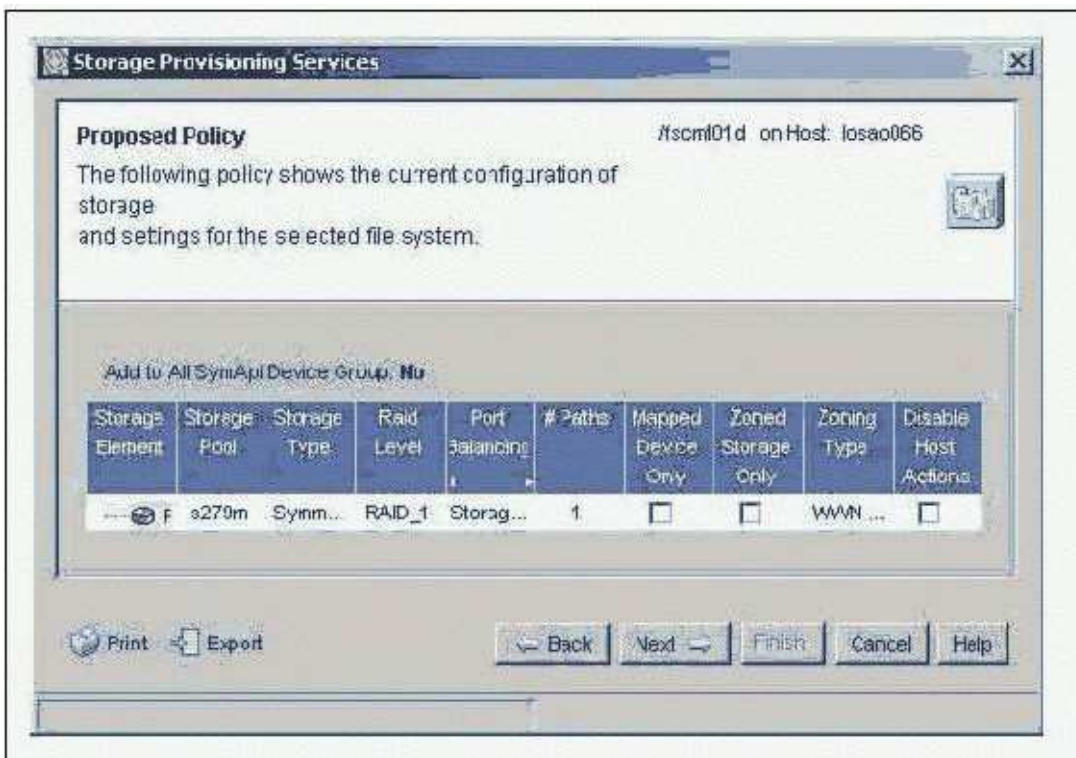 Storage Provisioning Services
Proposed Policy
/fscml01d on Host: losao066
The following policy shows the current configuration of
storage
and settings for the selected file system.
Add to All SymApi Device Group: No
Storage Element
Storage Pool
Storage Type
Raid Level
Port Balancing
# Paths
Mapped Device Only
Zoned Storage Only
Zoning Type
Disable Host Actions
F s279m Symm... RAID_1 Storag... 1 WWN ...
Print Export Back Next Finish Cancel Help